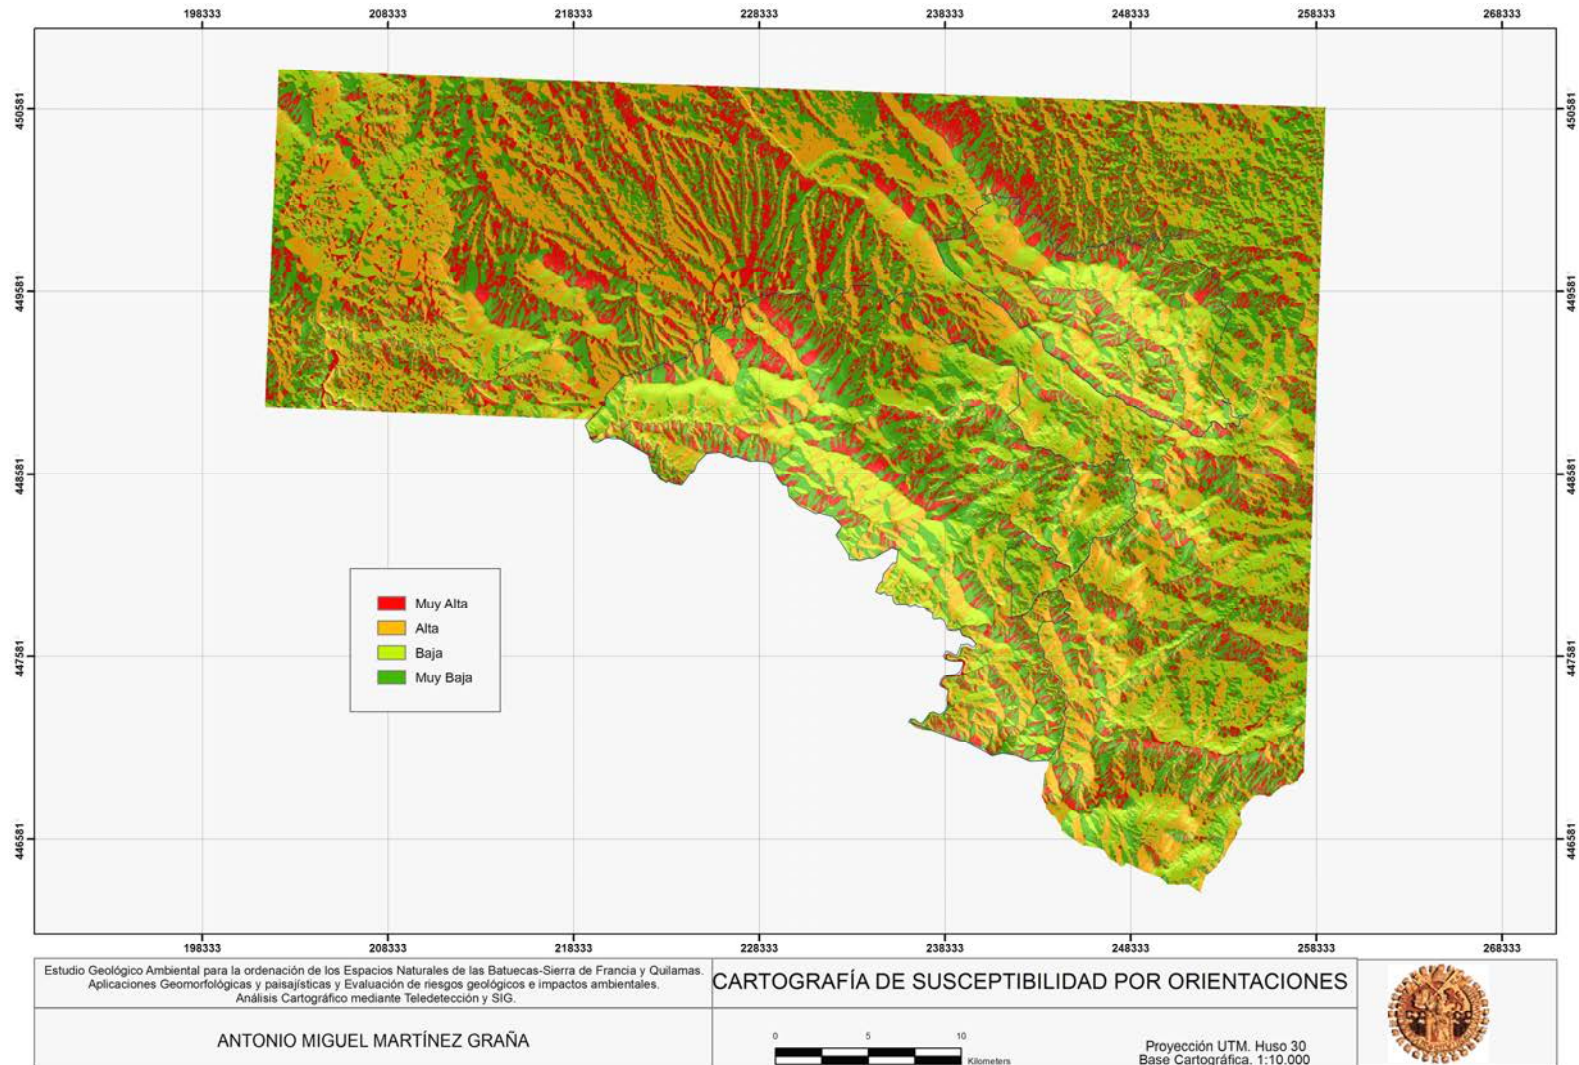 198333 208333 218333 228333 238333 248333 258333 268333
450581 450581
449581 449581
448581 448581
447581 447581
446581 446581
Muy Alta
Alta
Baja
Muy Baja
198333 208333 218333 228333 238333 248333 258333 268333
Estudio Geológico Ambiental para la ordenación de los Espacios Naturales de las Batuecas-Sierra de Francia y Quilamas.
Aplicaciones Geomorfológicas y paisajísticas y Evaluación de riesgos geológicos e impactos ambientales.
Análisis Cartográfico mediante Teledetección y SIG.
ANTONIO MIGUEL MARTÍNEZ GRAÑA
CARTOGRAFÍA DE SUSCEPTIBILIDAD POR ORIENTACIONES
0 5 10
Kilometers
Proyección UTM. Huso 30
Base Cartográfica. 1:10.000